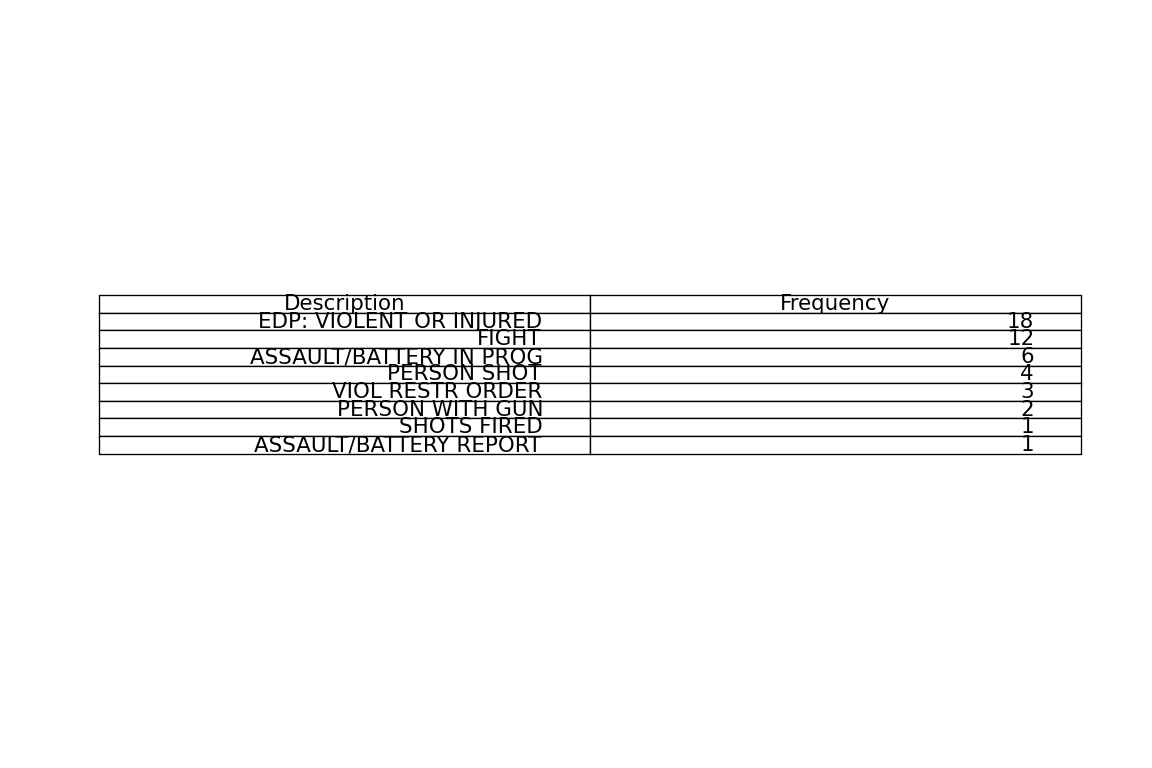 Description Frequency
EDP: VIOLENT OR INJURED 18
FIGHT 12
ASSAULT/BATTERY IN PROG 6
PERSON SHOT 4
VIOL RESTR ORDER 3
PERSON WITH GUN 2
SHOTS FIRED 1
ASSAULT/BATTERY REPORT 1